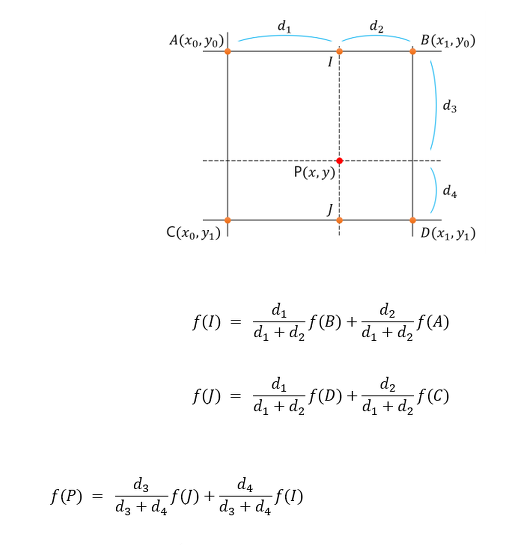 d₁ d₂
A(x₀, y₀) B(x₁, y₀)
I
d₃
P(x, y)
d₄
J
C(x₀, y₁) D(x₁, y₁)
f(I) = d₁/(d₁ + d₂) f(B) + d₂/(d₁ + d₂) f(A)
f(J) = d₁/(d₁ + d₂) f(D) + d₂/(d₁ + d₂) f(C)
f(P) = d₃/(d₃ + d₄) f(J) + d₄/(d₃ + d₄) f(I)